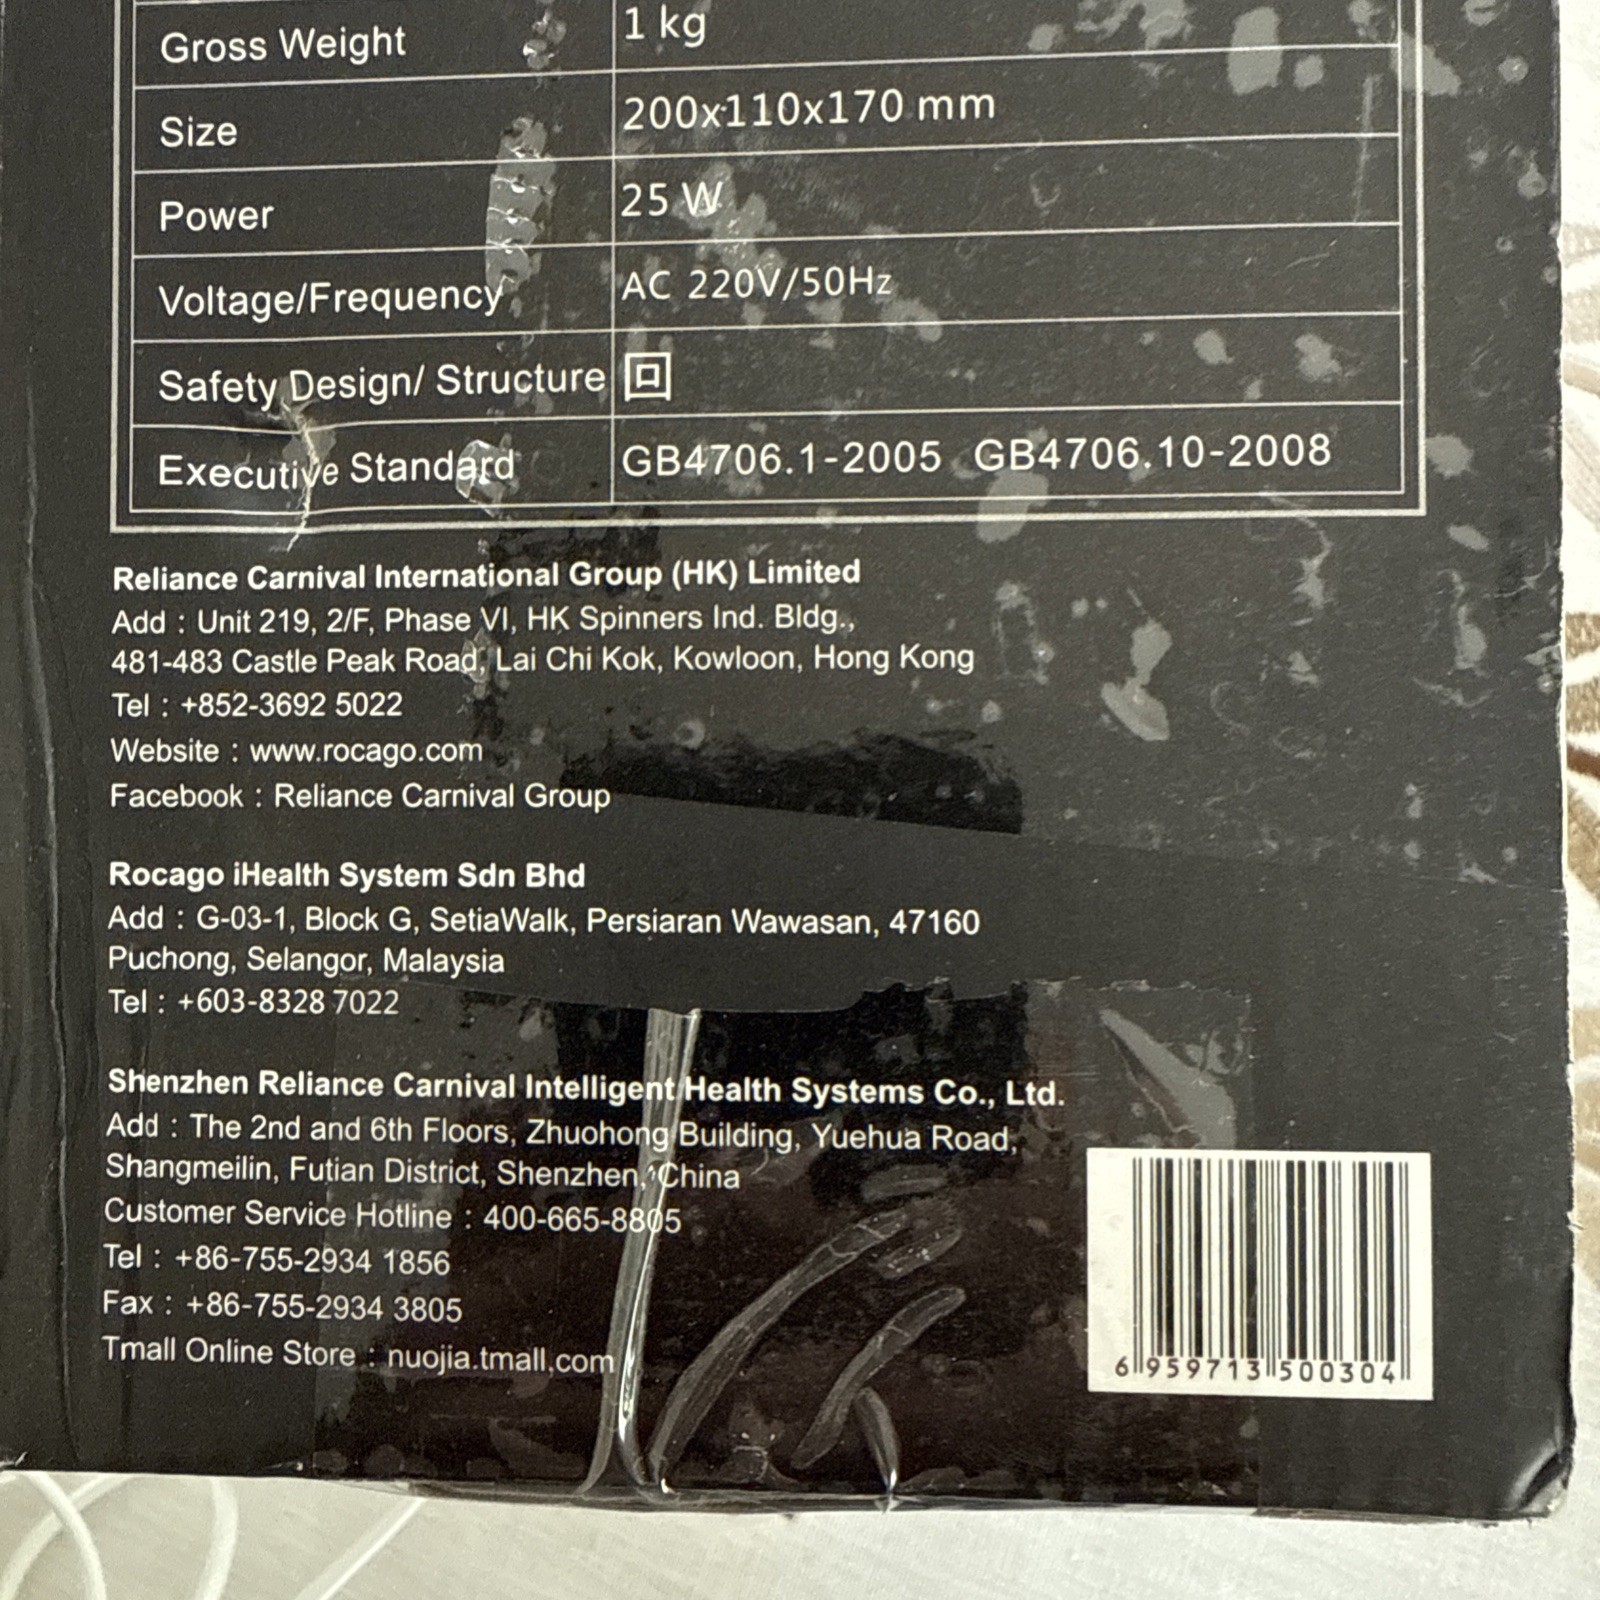 Gross Weight 1 kg
Size 200x110x170 mm
Power 25 W
Voltage/Frequency AC 220V/50Hz
Safety Design/ Structure
Executive Standard GB4706.1-2005 GB4706.10-2008
Reliance Carnival International Group (HK) Limited
Add : Unit 219, 2/F, Phase VI, HK Spinners Ind. Bldg.,
481-483 Castle Peak Road, Lai Chi Kok, Kowloon, Hong Kong
Tel : +852-3692 5022
Website : www.rocago.com
Facebook : Reliance Carnival Group
Rocago iHealth System Sdn Bhd
Add : G-03-1, Block G, SetiaWalk, Persiaran Wawasan, 47160
Puchong, Selangor, Malaysia
Tel : +603-8328 7022
Shenzhen Reliance Carnival Intelligent Health Systems Co., Ltd.
Add : The 2nd and 6th Floors, Zhuohong Building, Yuehua Road,
Shangmeilin, Futian District, Shenzhen, China
Customer Service Hotline : 400-665-8805
Tel : +86-755-2934 1856
Fax : +86-755-2934 3805
Tmall Online Store : nuojia.tmall.com
6 959713 500304